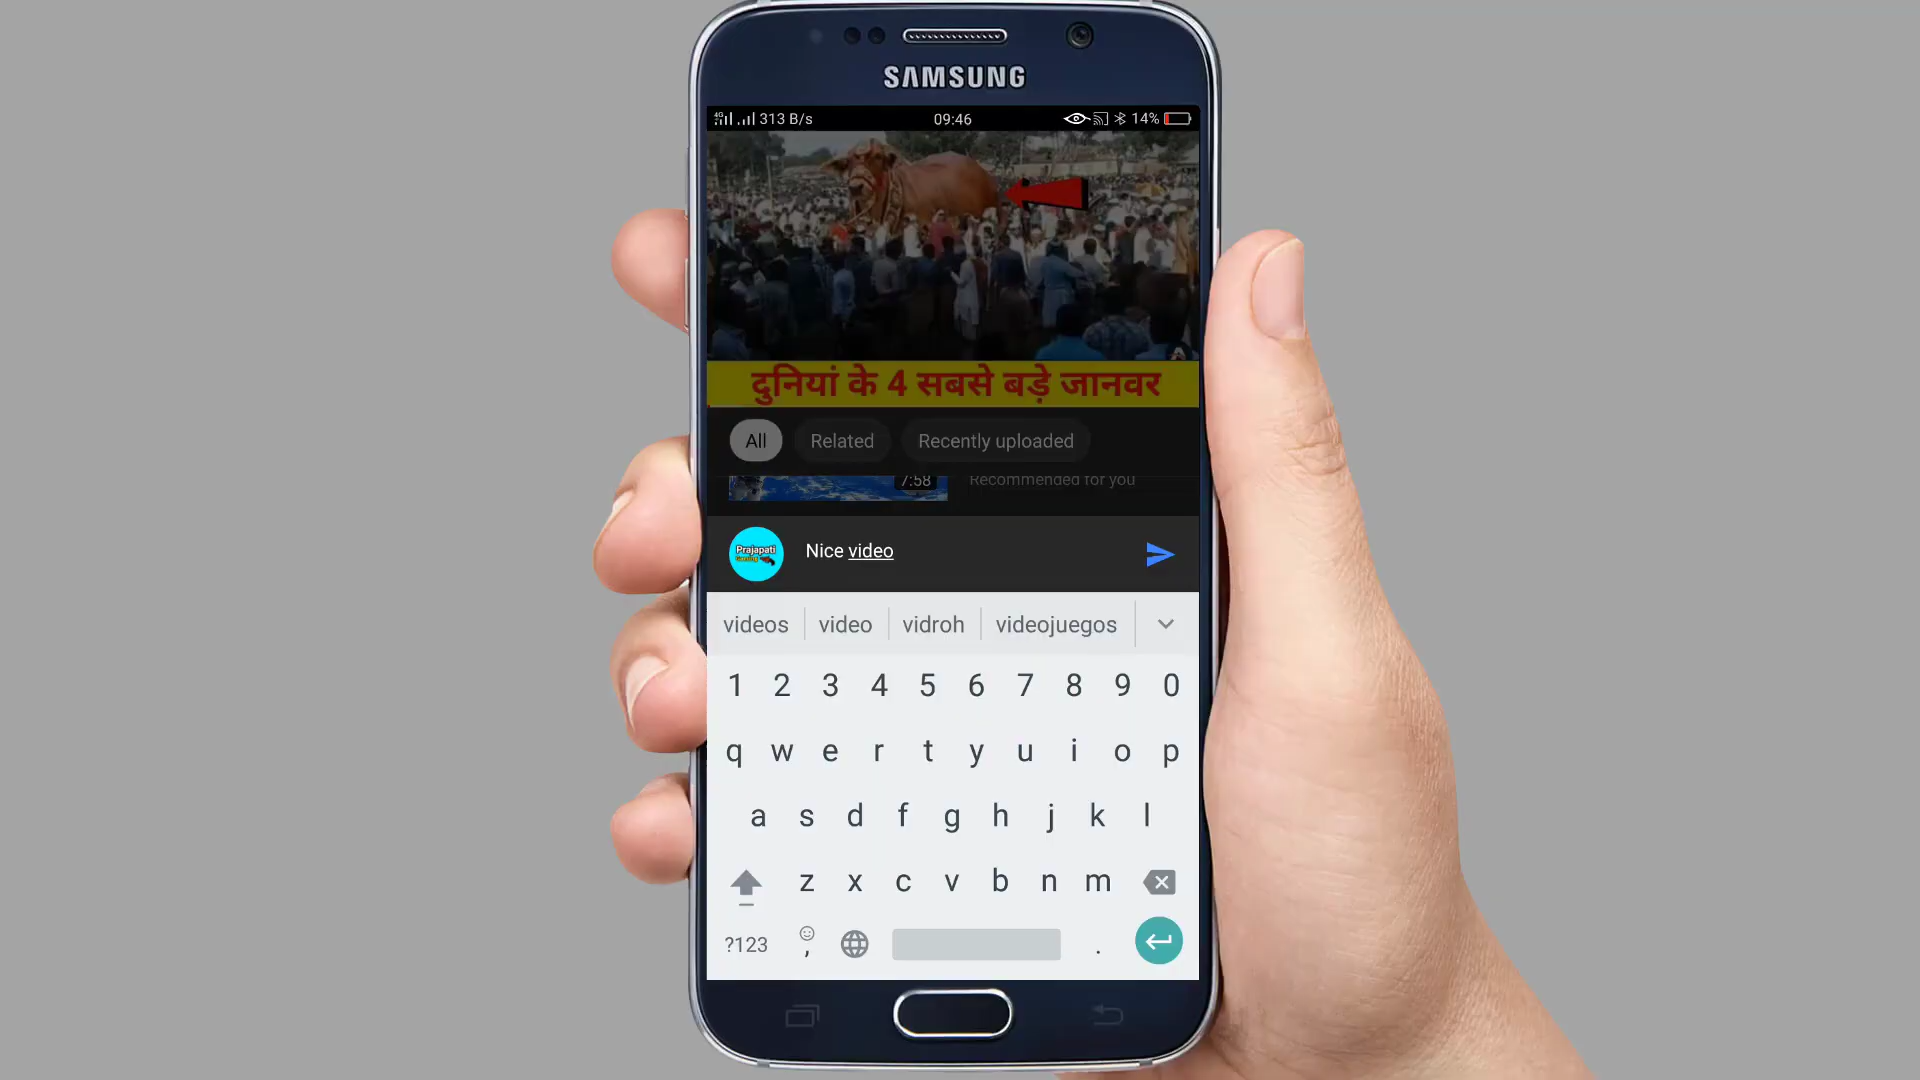 SAMSUNG
4G 313 B/s 09:46 14%
दुनियां के 4 सबसे बड़े जानवर
All Related Recently uploaded
7:58 Recommended for you
Prajapati
Nice video
videos video vidroh videojuegos
1 2 3 4 5 6 7 8 9 0
q w e r t y u i o p
a s d f g h j k l
z x c v b n m
?123 , .